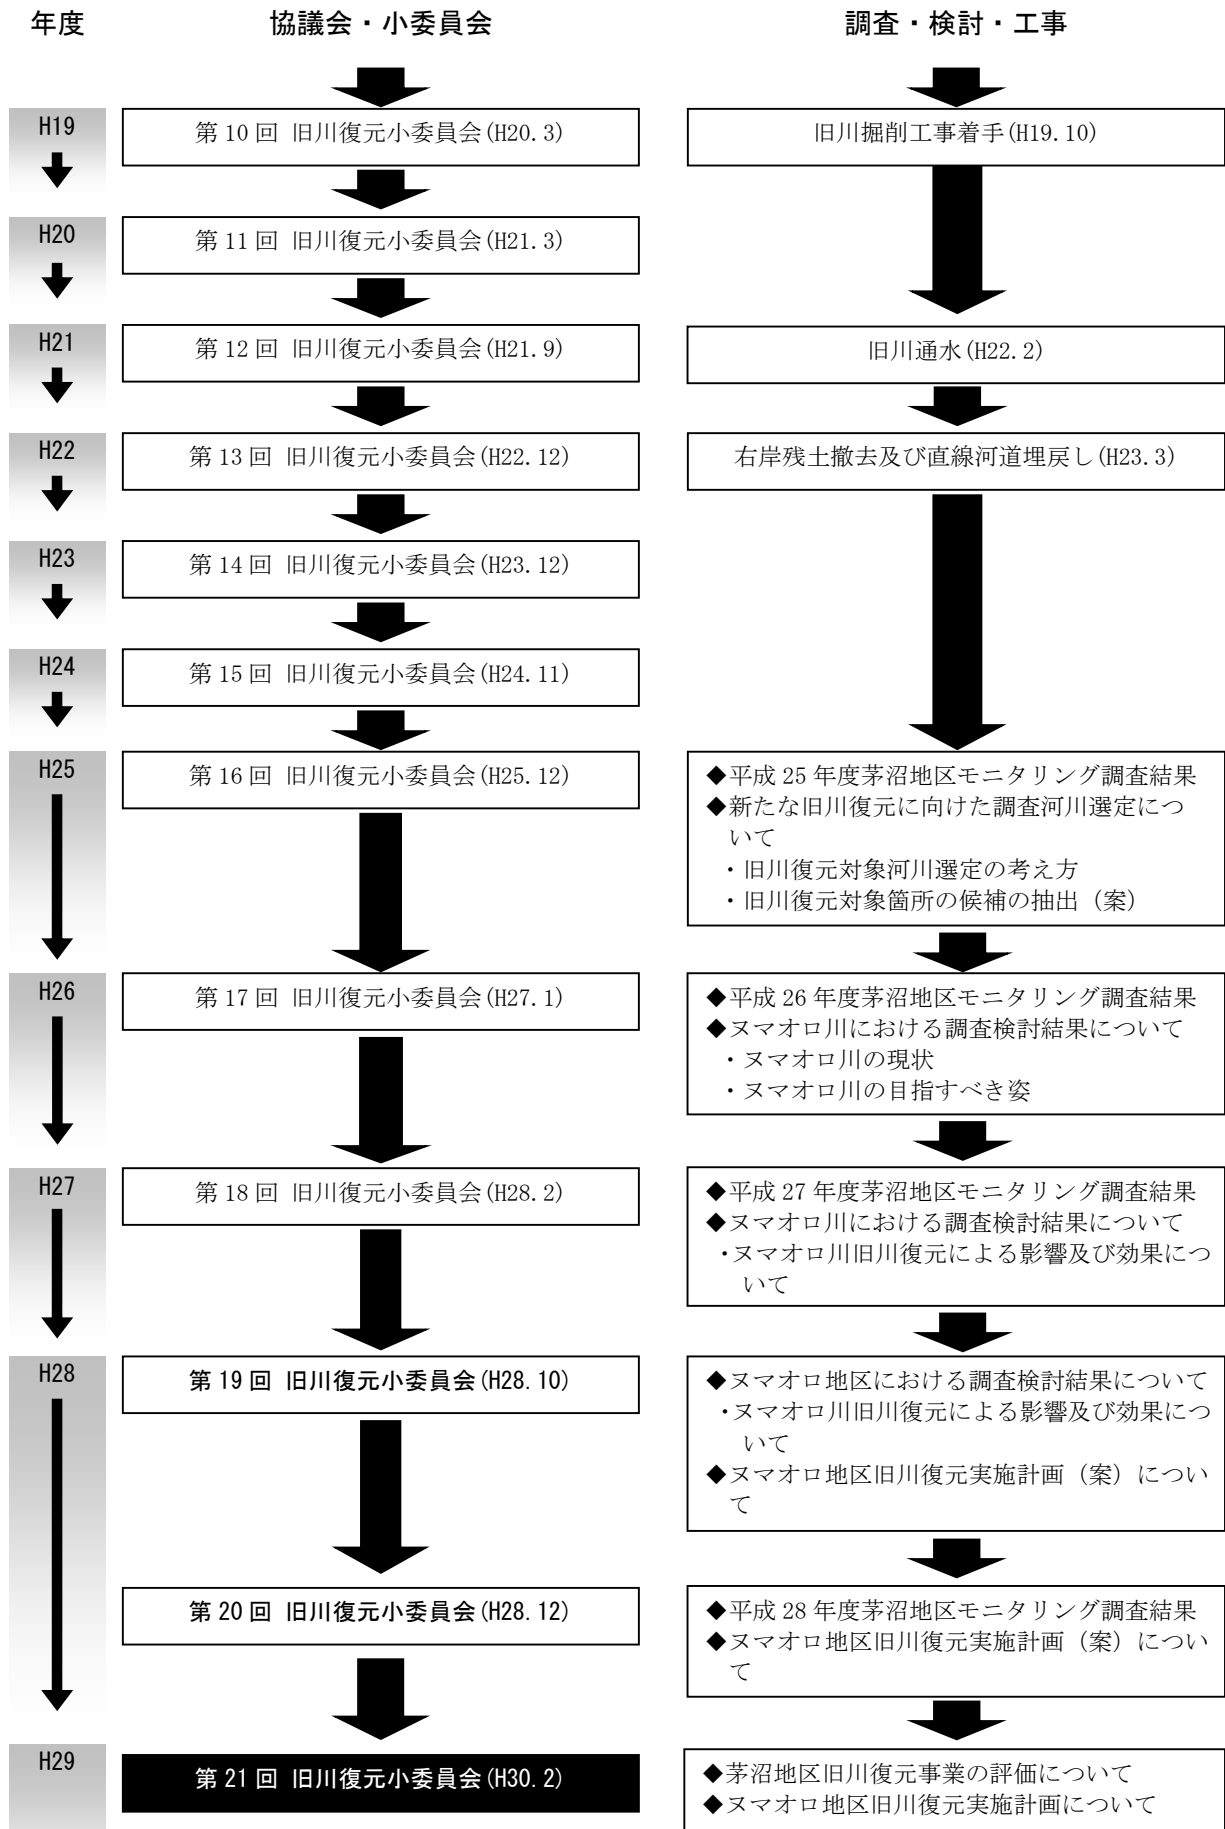 年度 協議会・小委員会 調査・検討・工事
H19 第10回 旧川復元小委員会(H20.3) 旧川掘削工事着手(H19.10)
H20 第11回 旧川復元小委員会(H21.3)
H21 第12回 旧川復元小委員会(H21.9) 旧川通水(H22.2)
H22 第13回 旧川復元小委員会(H22.12) 右岸残土撤去及び直線河道埋戻し(H23.3)
H23 第14回 旧川復元小委員会(H23.12)
H24 第15回 旧川復元小委員会(H24.11)
H25 第16回 旧川復元小委員会(H25.12)
◆平成25年度茅沼地区モニタリング調査結果
◆新たな旧川復元に向けた調査河川選定につ
いて
・旧川復元対象河川選定の考え方
・旧川復元対象箇所の候補の抽出（案）
H26 第17回 旧川復元小委員会(H27.1)
◆平成26年度茅沼地区モニタリング調査結果
◆ヌマオロ川における調査検討結果について
・ヌマオロ川の現状
・ヌマオロ川の目指すべき姿
H27 第18回 旧川復元小委員会(H28.2)
◆平成27年度茅沼地区モニタリング調査結果
◆ヌマオロ川における調査検討結果について
・ヌマオロ川旧川復元による影響及び効果につ
いて
H28 第19回 旧川復元小委員会(H28.10)
◆ヌマオロ地区における調査検討結果について
・ヌマオロ川旧川復元による影響及び効果につ
いて
◆ヌマオロ地区旧川復元実施計画（案）につい
て
第20回 旧川復元小委員会(H28.12)
◆平成28年度茅沼地区モニタリング調査結果
◆ヌマオロ地区旧川復元実施計画（案）につい
て
H29 第21回 旧川復元小委員会(H30.2)
◆茅沼地区旧川復元事業の評価について
◆ヌマオロ地区旧川復元実施計画について